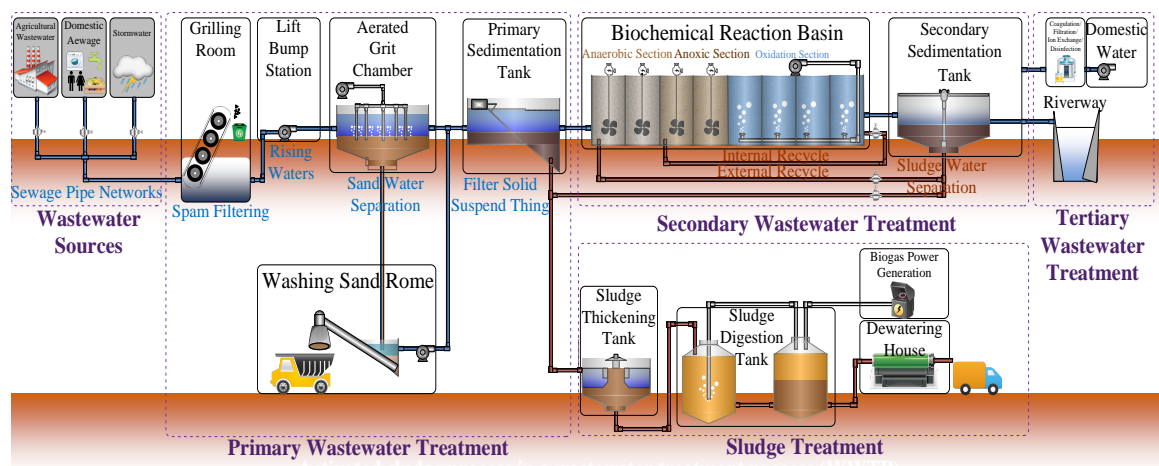 Agricultural
Wastewater
Domestic
Aewage
Stormwater
Sewage Pipe Networks
Wastewater
Sources
Grilling
Room
Spam Filtering
Lift
Bump
Station
Rising
Waters
Aerated
Grit
Chamber
Sand Water
Separation
Primary
Sedimentation
Tank
Filter Solid
Suspend Thing
Washing Sand Rome
Primary Wastewater Treatment
Biochemical Reaction Basin
Anaerobic Section
Anoxic Section
Oxidation Section
Internal Recycle
External Recycle
Secondary
Sedimentation
Tank
Sludge Water
Separation
Secondary Wastewater Treatment
Coagulation/
Filtration/
Ion Exchange/
Disinfection
Domestic
Water
Riverway
Tertiary
Wastewater
Treatment
Sludge
Thickening
Tank
Sludge
Digestion
Tank
Biogas Power
Generation
Dewatering
House
Sludge Treatment